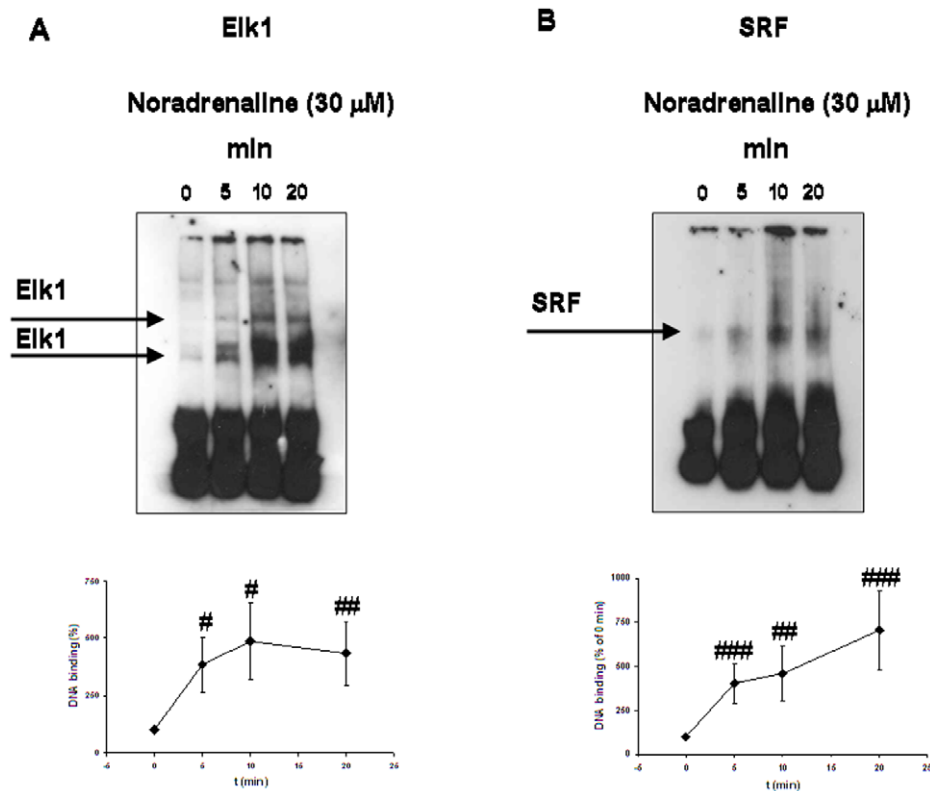 A
Elk1
Noradrenaline (30 µM)
min
0 5 10 20
Elk1
Elk1
#
#
##
750
500
250
0
DNA binding (%)
-5 0 5 10 15 20 25
t (min)
B
SRF
Noradrenaline (30 µM)
min
0 5 10 20
SRF
####
##
####
1000
750
500
250
0
DNA binding (% of 0 min)
-5 0 5 10 15 20 25
t (min)